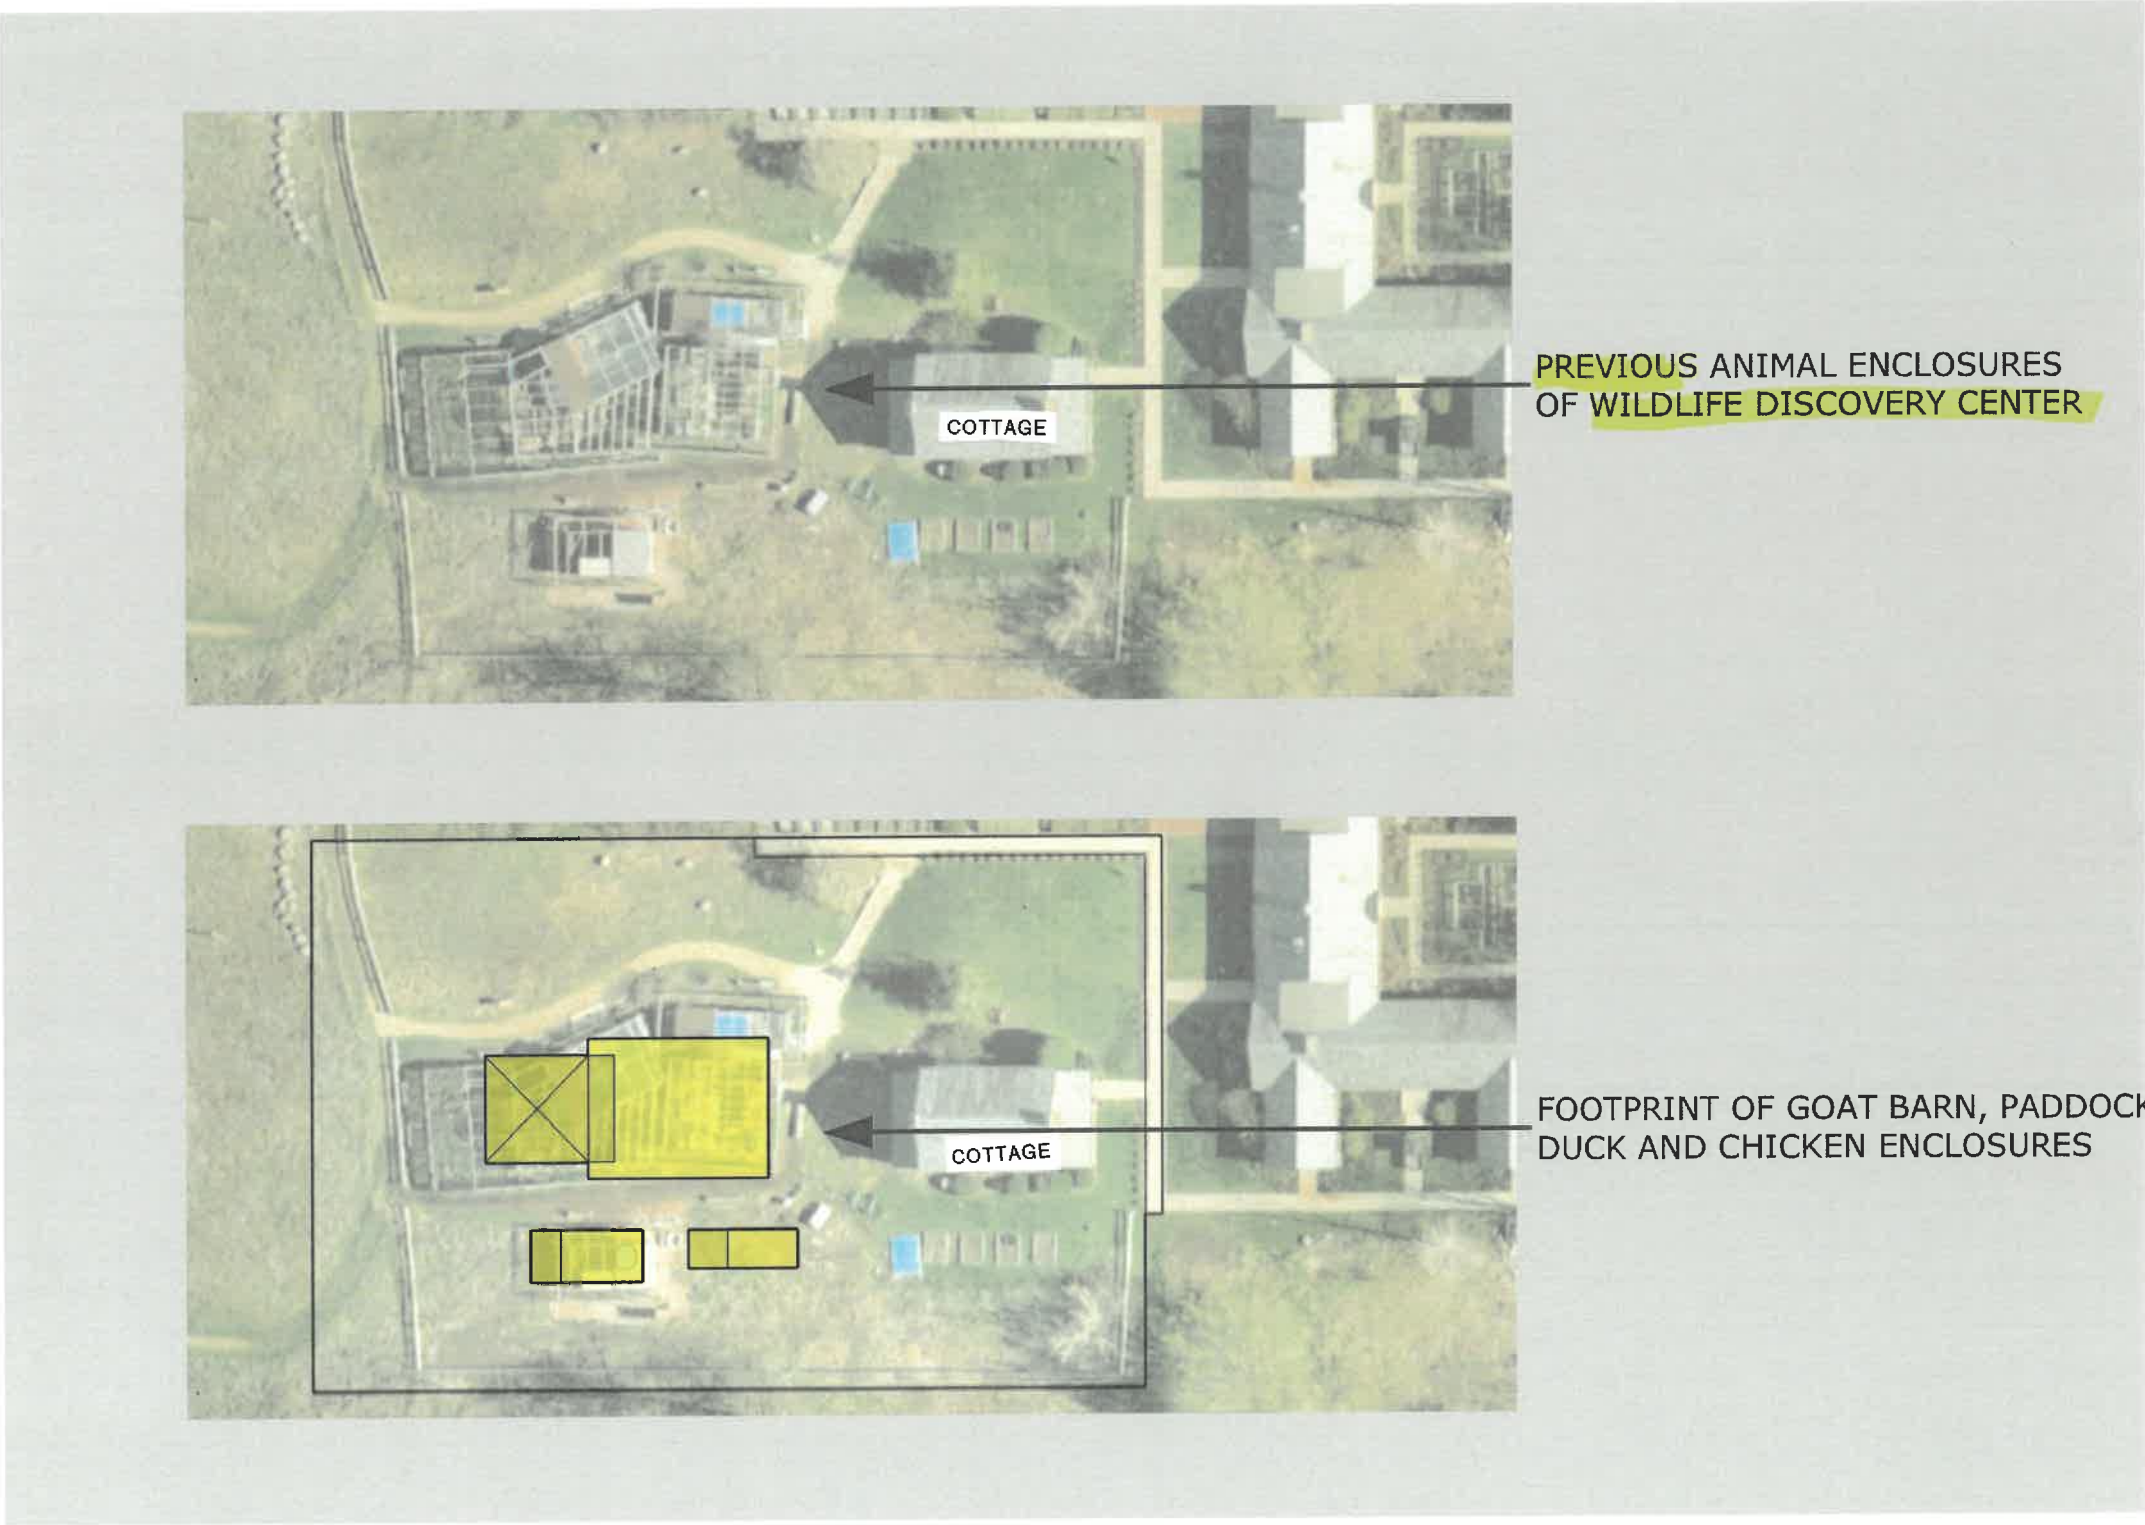 PREVIOUS ANIMAL ENCLOSURES
OF WILDLIFE DISCOVERY CENTER
COTTAGE
FOOTPRINT OF GOAT BARN, PADDOCK
DUCK AND CHICKEN ENCLOSURES
COTTAGE